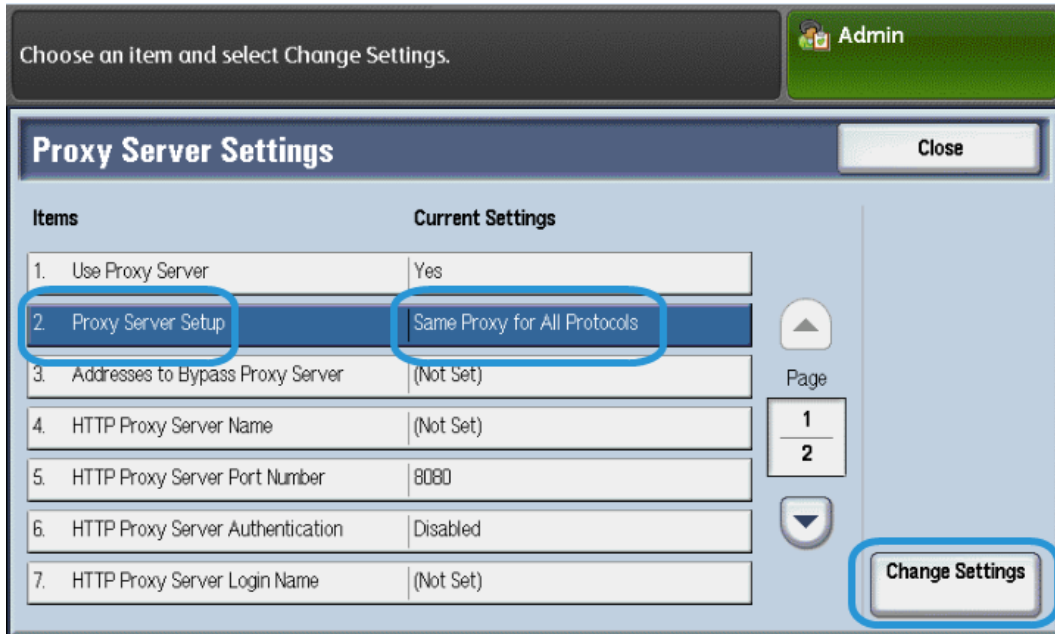 Choose an item and select Change Settings.
Admin
Proxy Server Settings
Close
Items Current Settings
1. Use Proxy Server Yes
2. Proxy Server Setup Same Proxy for All Protocols
3. Addresses to Bypass Proxy Server (Not Set)
4. HTTP Proxy Server Name (Not Set)
5. HTTP Proxy Server Port Number 8080
6. HTTP Proxy Server Authentication Disabled
7. HTTP Proxy Server Login Name (Not Set)
Page
1
2
Change Settings